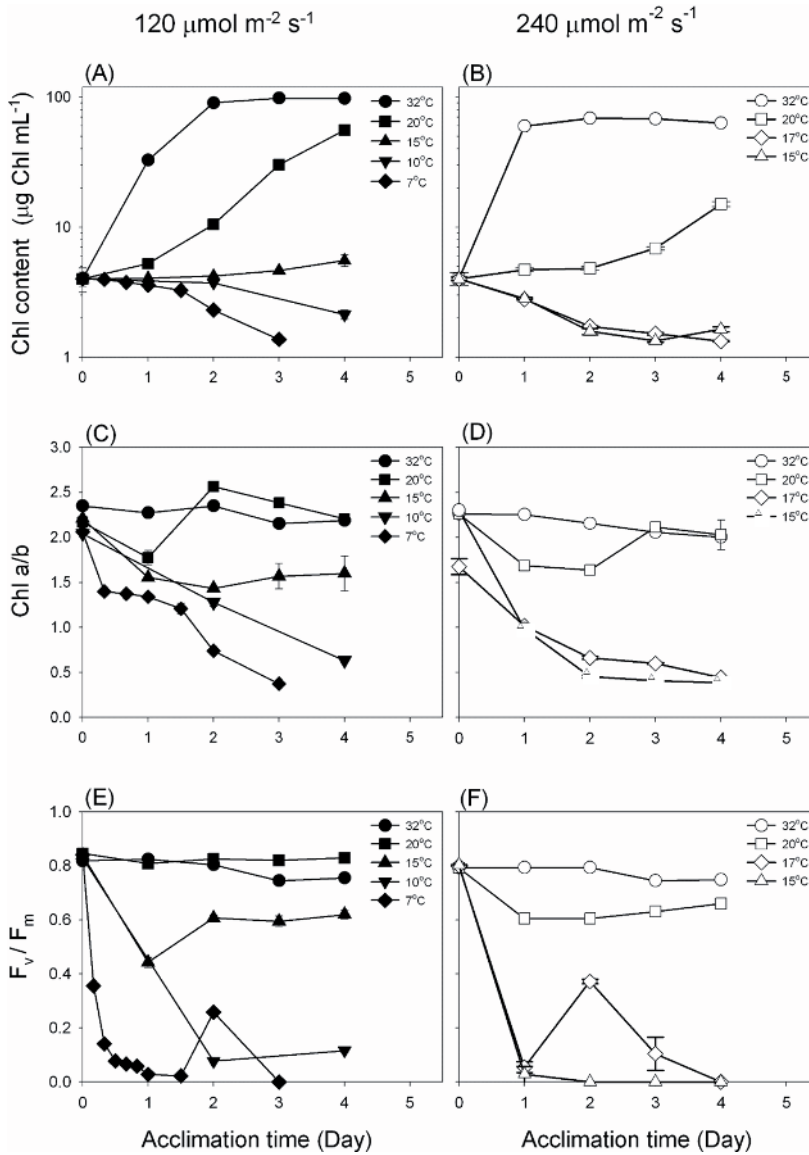 120 μmol m⁻² s⁻¹
240 μmol m⁻² s⁻¹
(A)
100
10
1
0 1 2 3 4 5
Chl content (μg Chl mL⁻¹)
32°C
20°C
15°C
10°C
7°C
(B)
32°C
20°C
17°C
15°C
0 1 2 3 4 5
(C)
3.0
2.5
2.0
1.5
1.0
0.5
0.0
0 1 2 3 4 5
Chl a/b
32°C
20°C
15°C
10°C
7°C
(D)
32°C
20°C
17°C
15°C
0 1 2 3 4 5
(E)
1.0
0.8
0.6
0.4
0.2
0.0
0 1 2 3 4 5
Fv / Fm
32°C
20°C
15°C
10°C
7°C
(F)
32°C
20°C
17°C
15°C
0 1 2 3 4 5
Acclimation time (Day)
Acclimation time (Day)